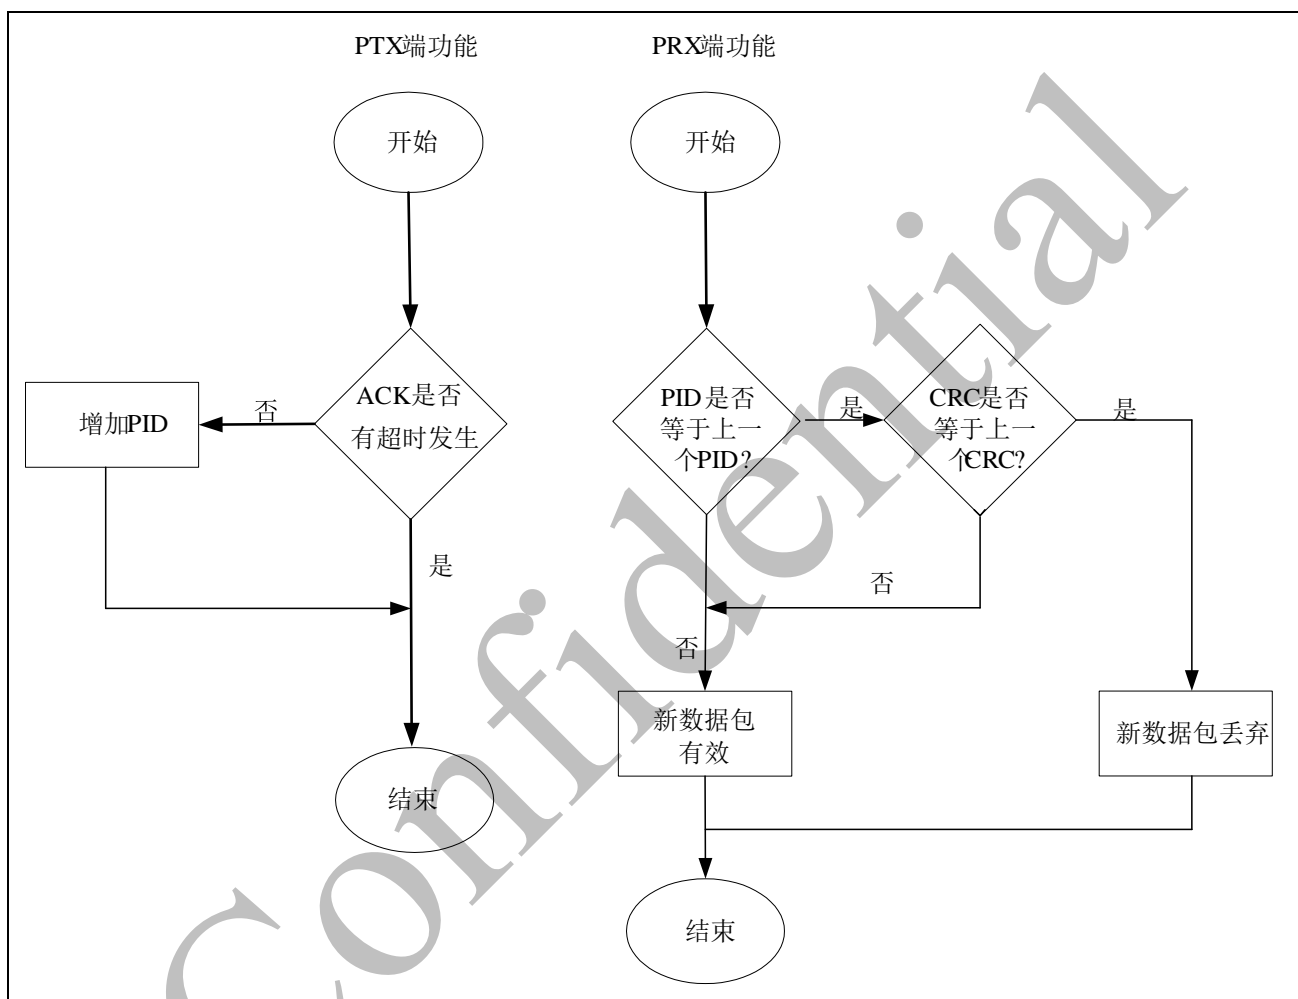 PTX端功能
PRX端功能
开始
开始
增加PID
否
ACK是否
有超时发生
PID是否
等于上一
个PID?
是
CRC是否
等于上一
个CRC?
是
是
否
否
新数据包
有效
新数据包丢弃
结束
结束
Confidential